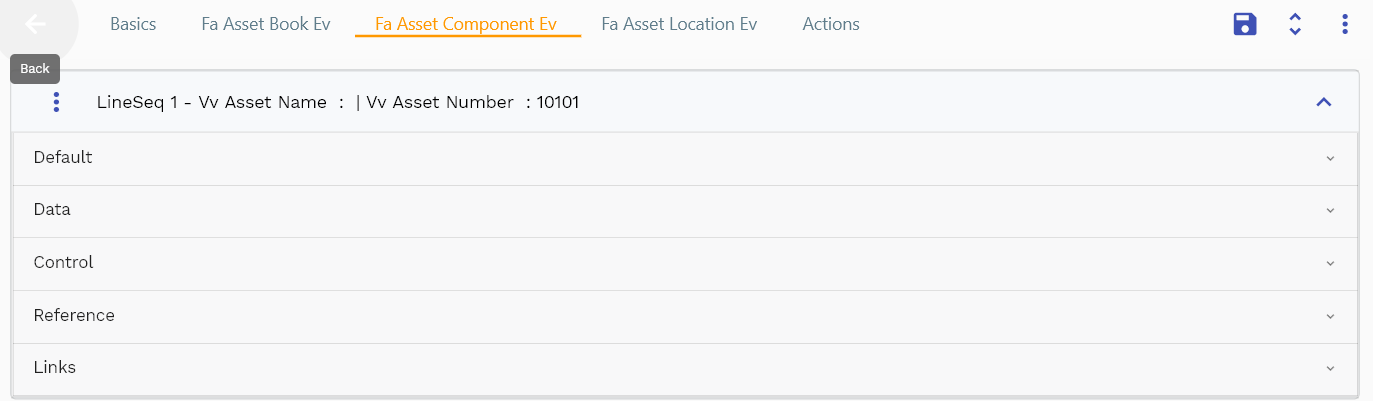 Basics Fa Asset Book Ev Fa Asset Component Ev Fa Asset Location Ev Actions
Back
LineSeq 1 - Vv Asset Name : | Vv Asset Number : 10101
Default
Data
Control
Reference
Links